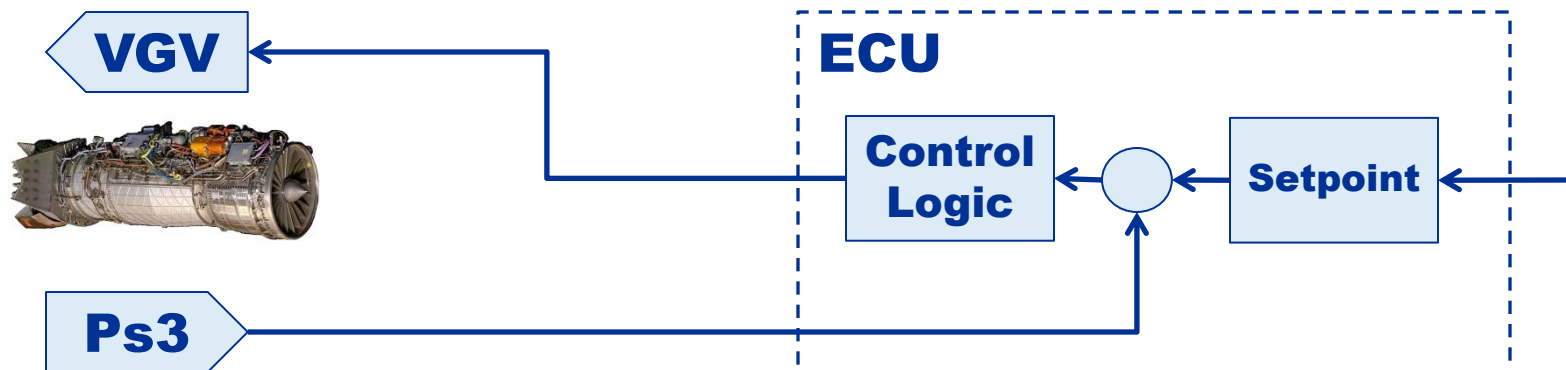 VGV
ECU
Control
Logic
Setpoint
Ps3